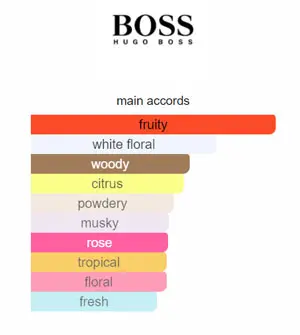 BOSS
HUGO BOSS
main accords
fruity
white floral
woody
citrus
powdery
musky
rose
tropical
floral
fresh